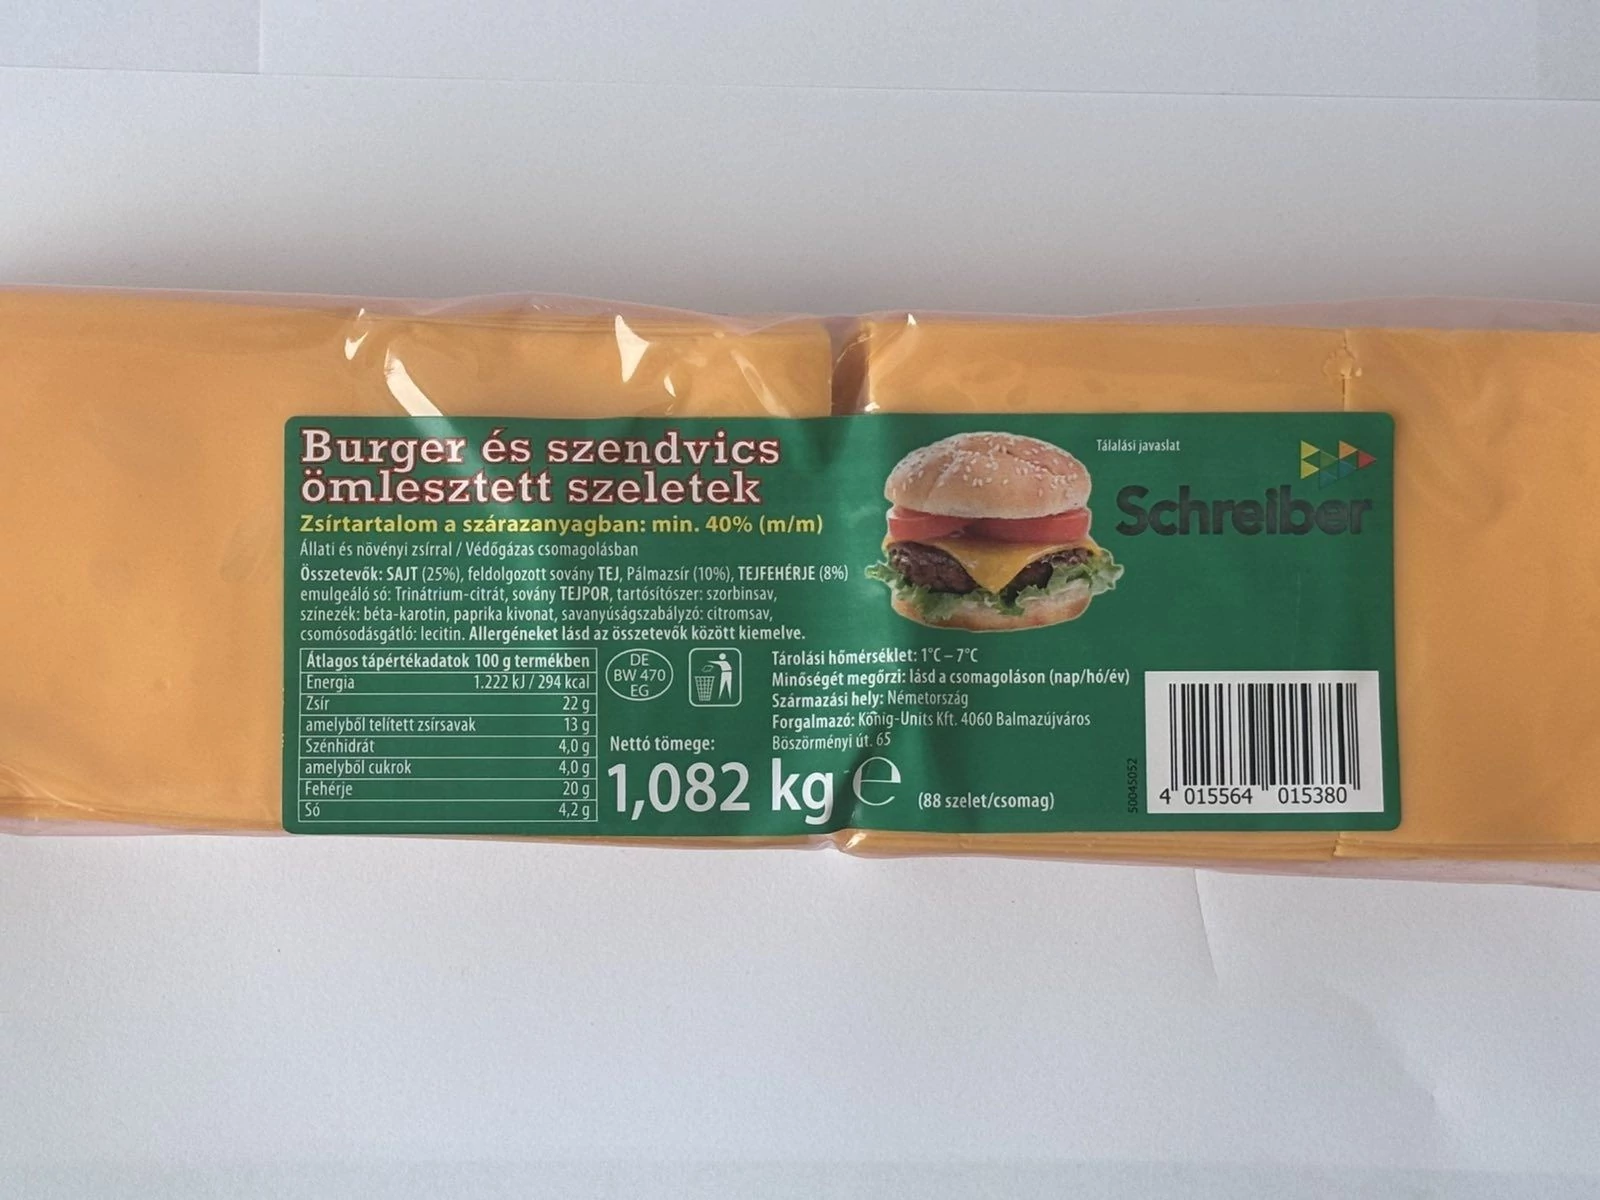 Burger és szendvics
ömlesztett szeletek
Zsírtartalom a szárazanyagban: min. 40% (m/m)
Állati és növényi zsírral / Védőgázas csomagolásban
Összetevők: SAJT (25%), feldolgozott sovány TEJ, Pálmazsír (10%), TEJFEHÉRJE (8%)
emulgeáló só: Trinátrium-citrát, sovány TEJPOR, tartósítószer: szorbinsav,
színezék: béta-karotin, paprika kivonat, savanyúságszabályzó: citromsav,
csomósodásgátló: lecitin. Allergéneket lásd az összetevők között kiemelve.
Átlagos tápértékadatok 100 g termékben
Energia 1.222 kJ / 294 kcal
Zsír 22 g
amelyből telített zsírsavak 13 g
Szénhidrát 4,0 g
amelyből cukrok 4,0 g
Fehérje 20 g
Só 4,2 g
DE
BW 470
EG
Nettó tömege:
1,082 kg e
(88 szelet/csomag)
Tárolási hőmérséklet: 1°C – 7°C
Minőségét megőrzi: lásd a csomagoláson (nap/hó/év)
Származási hely: Németország
Forgalmazó: König-Units Kft. 4060 Balmazújváros
Böszörményi út. 65
Tálalási javaslat
Schreiber
50045052
4 015564 015380